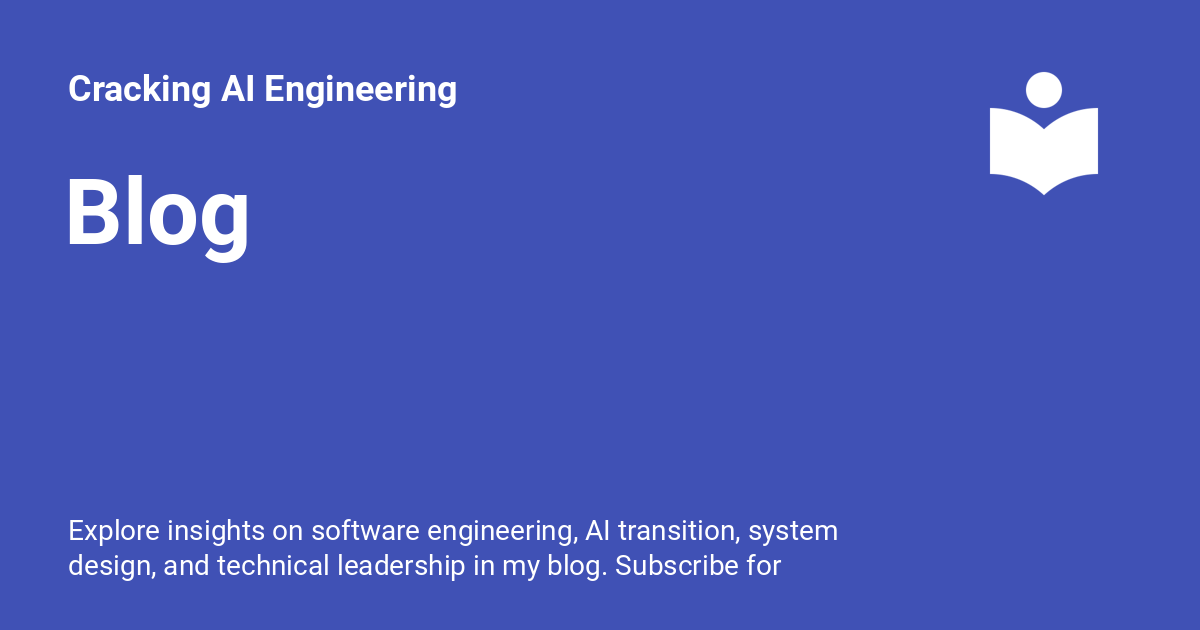 Cracking AI Engineering
Blog
Explore insights on software engineering, AI transition, system
design, and technical leadership in my blog. Subscribe for